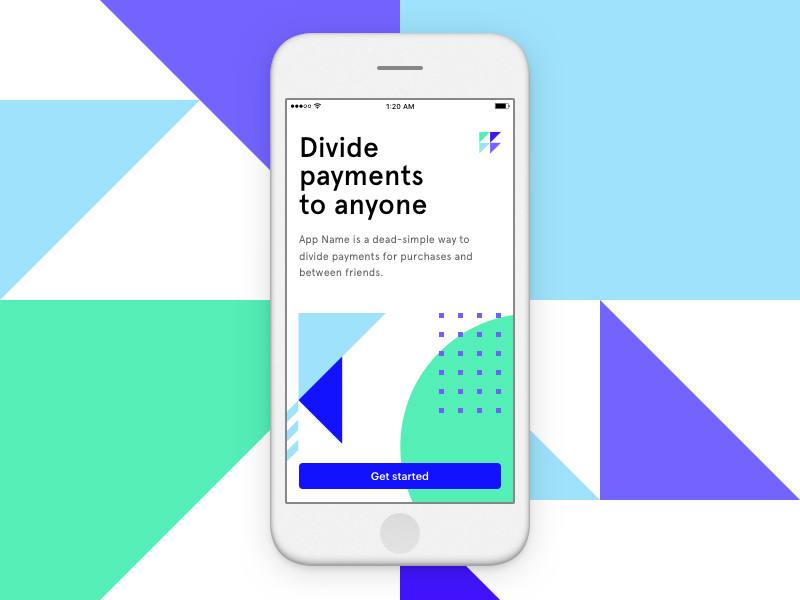 1:20 AM
Divide
payments
to anyone
App Name is a dead-simple way to
divide payments for purchases and
between friends.
Get started